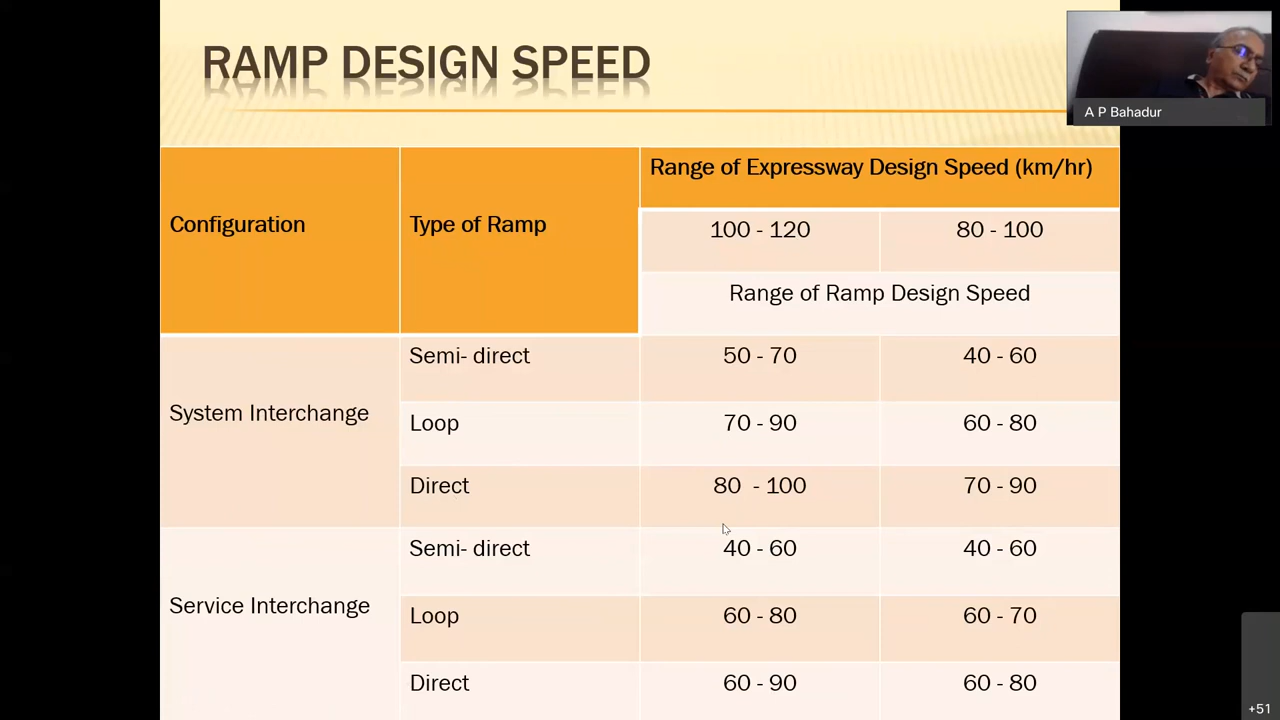 RAMP DESIGN SPEED
A P Bahadur
Range of Expressway Design Speed (km/hr)
Configuration
Type of Ramp
100 - 120
80 - 100
Range of Ramp Design Speed
Semi- direct
50 - 70
40 - 60
System Interchange
Loop
70 - 90
60 - 80
Direct
80  - 100
70 - 90
Semi- direct
40 - 60
40 - 60
Service Interchange
Loop
60 - 80
60 - 70
Direct
60 - 90
60 - 80
+51